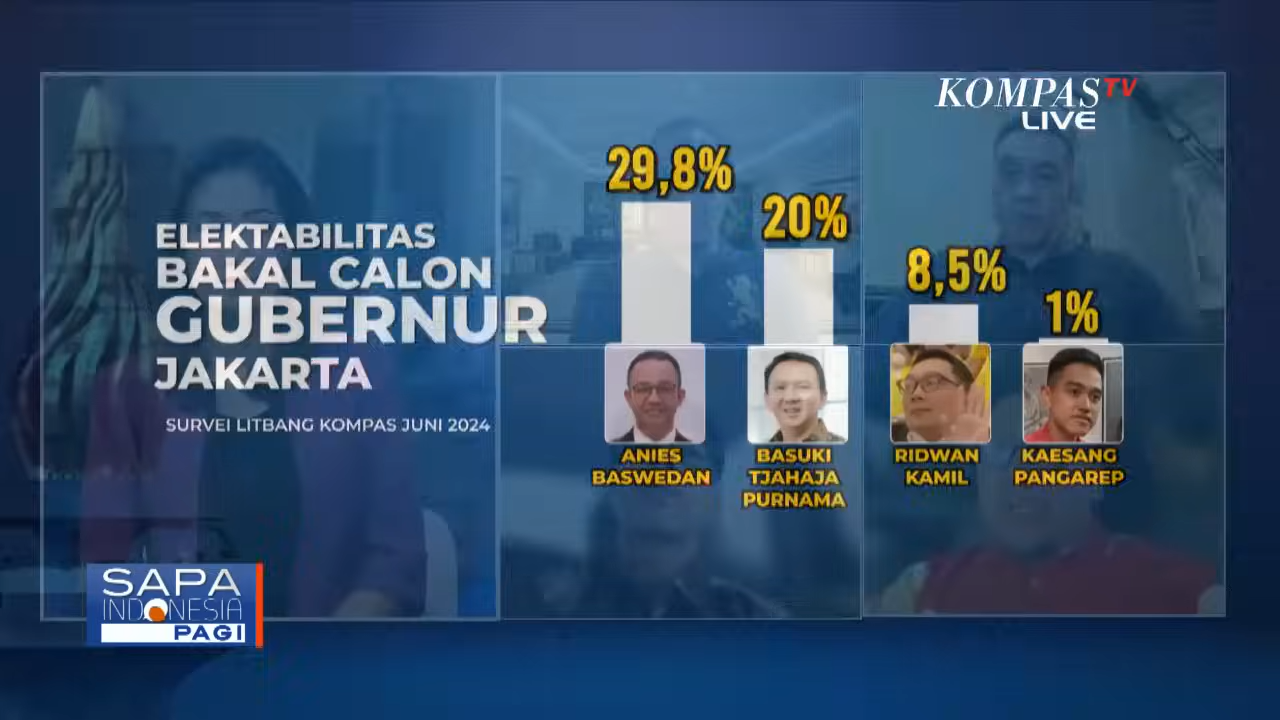 KOMPAS TV
LIVE
ELEKTABILITAS
BAKAL CALON
GUBERNUR
JAKARTA
SURVEI LITBANG KOMPAS JUNI 2024
29,8%
20%
8,5%
1%
ANIES
BASWEDAN
BASUKI
TJAHAJA
PURNAMA
RIDWAN
KAMIL
KAESANG
PANGAREP
SAPA
INDONESIA
PAGI